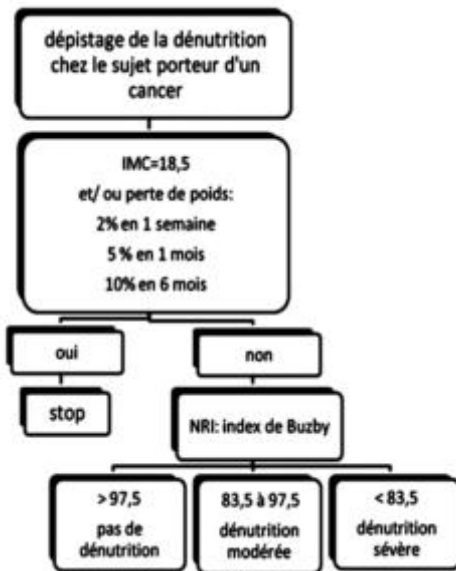 dépistage de la dénutrition
chez le sujet porteur d'un
cancer
IMC=18,5
et/ ou perte de poids:
2% en 1 semaine
5 % en 1 mois
10% en 6 mois
oui
non
stop
NRI: index de Buzby
> 97,5
pas de
dénutrition
83,5 à 97,5
dénutrition
modérée
< 83,5
dénutrition
sévère